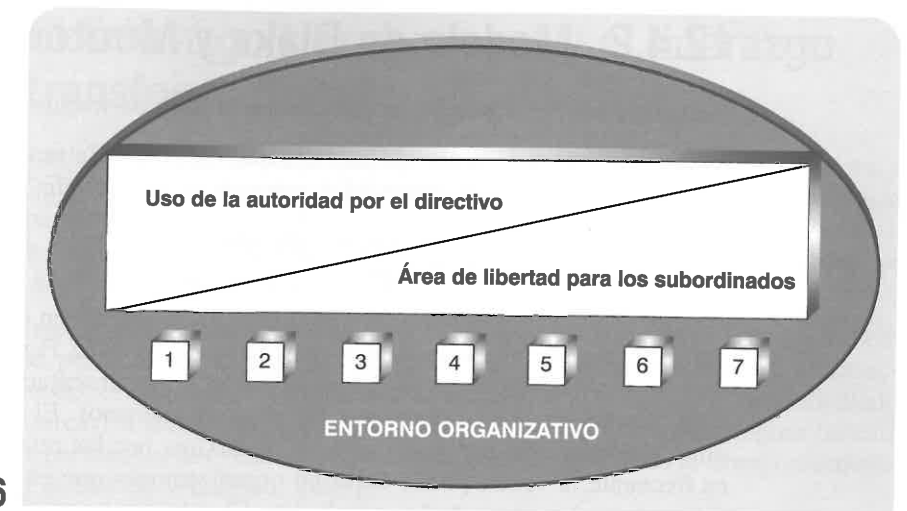 Uso de la autoridad por el directivo
Área de libertad para los subordinados
1 2 3 4 5 6 7
ENTORNO ORGANIZATIVO
6